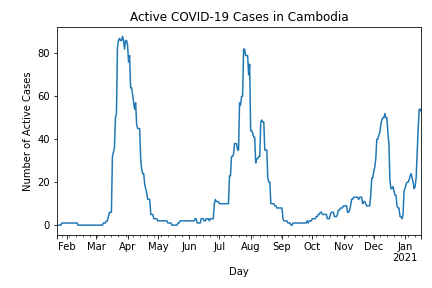 Active COVID-19 Cases in Cambodia
Number of Active Cases
80
60
40
20
0
Feb Mar Apr May Jun Jul Aug Sep Oct Nov Dec Jan
2021
Day